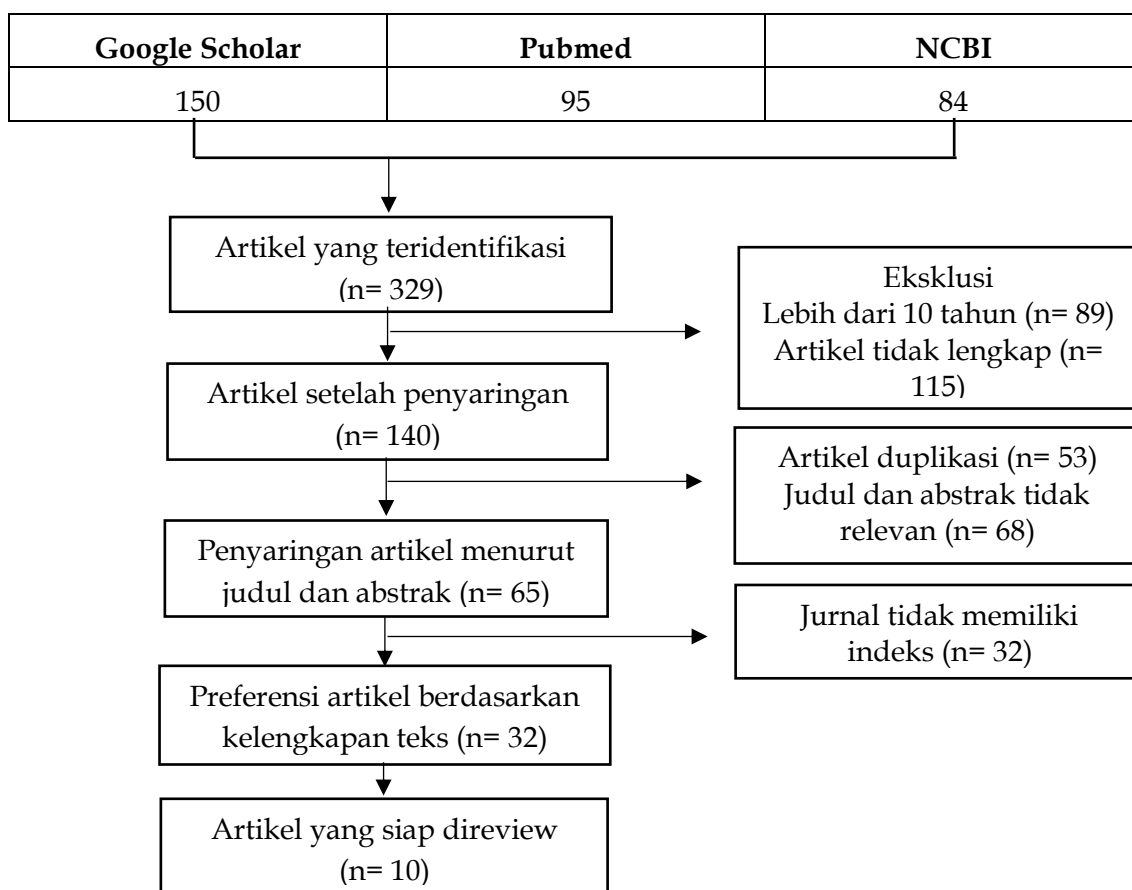 Google Scholar Pubmed NCBI
150 95 84
Artikel yang teridentifikasi
(n= 329)
Eksklusi
Lebih dari 10 tahun (n= 89)
Artikel tidak lengkap (n=
115)
Artikel setelah penyaringan
(n= 140)
Artikel duplikasi (n= 53)
Judul dan abstrak tidak
relevan (n= 68)
Penyaringan artikel menurut
judul dan abstrak (n= 65)
Jurnal tidak memiliki
indeks (n= 32)
Preferensi artikel berdasarkan
kelengkapan teks (n= 32)
Artikel yang siap direview
(n= 10)